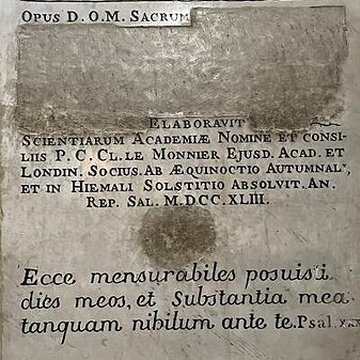 Opus D. O. M. Sacrum
Elaboravit
Scientiarum Academiæ Nomine et consi-
liis P. C. Cl. le Monnier Ejusd. Acad. et
Londin. Socius. Ab Æquinoctio Autumnal,
et in Hiemali Solstitio absolvit. An.
Rep. Sal. M.DCC.XLIII.
Ecce mensurabiles posuisti
dies meos, et Substantia mea
tanquam nihilum ante te. Psal.